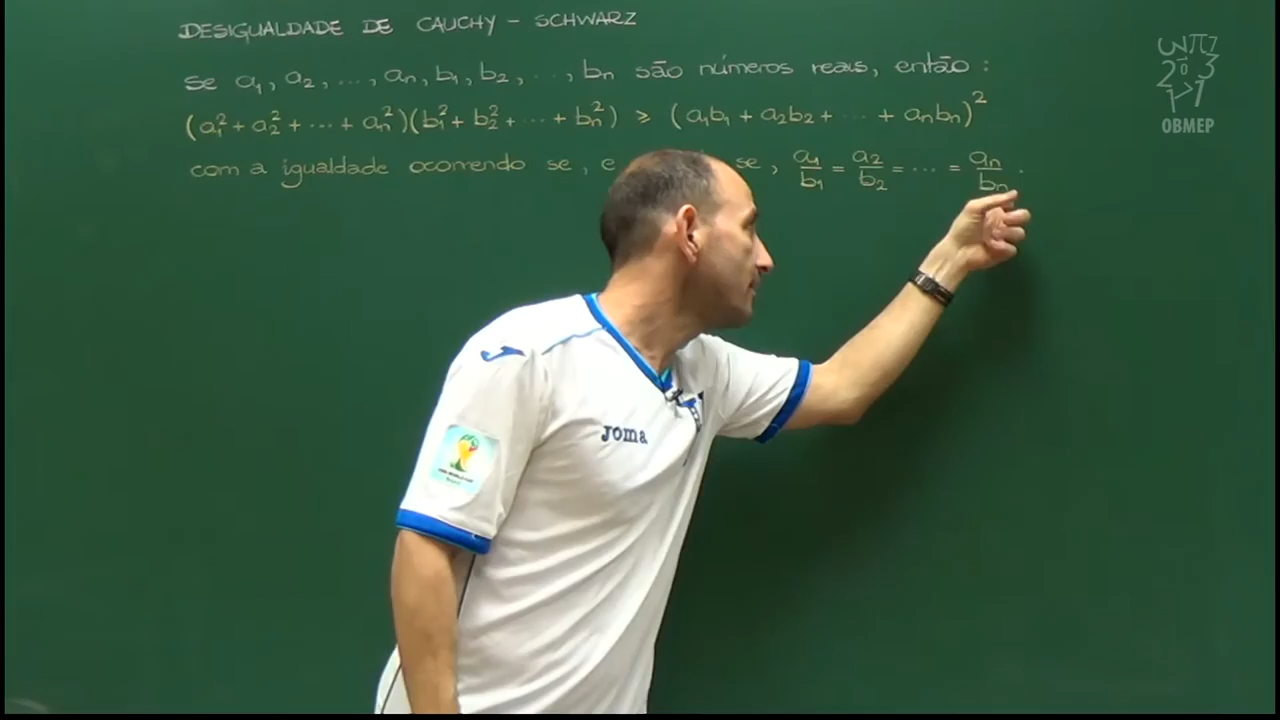 DESIGUALDADE DE CAUCHY - SCHWARZ
Se a₁, a₂, ..., aₙ, b₁, b₂, ..., bₙ são números reais, então :
(a₁² + a₂² + ... + aₙ²)(b₁² + b₂² + ... + bₙ²) ≥ (a₁b₁ + a₂b₂ + ... + aₙbₙ)²
com a igualdade ocorrendo se, e se, a₁/b₁ = a₂/b₂ = ... = aₙ/bₙ .
OBMEP
JOMA